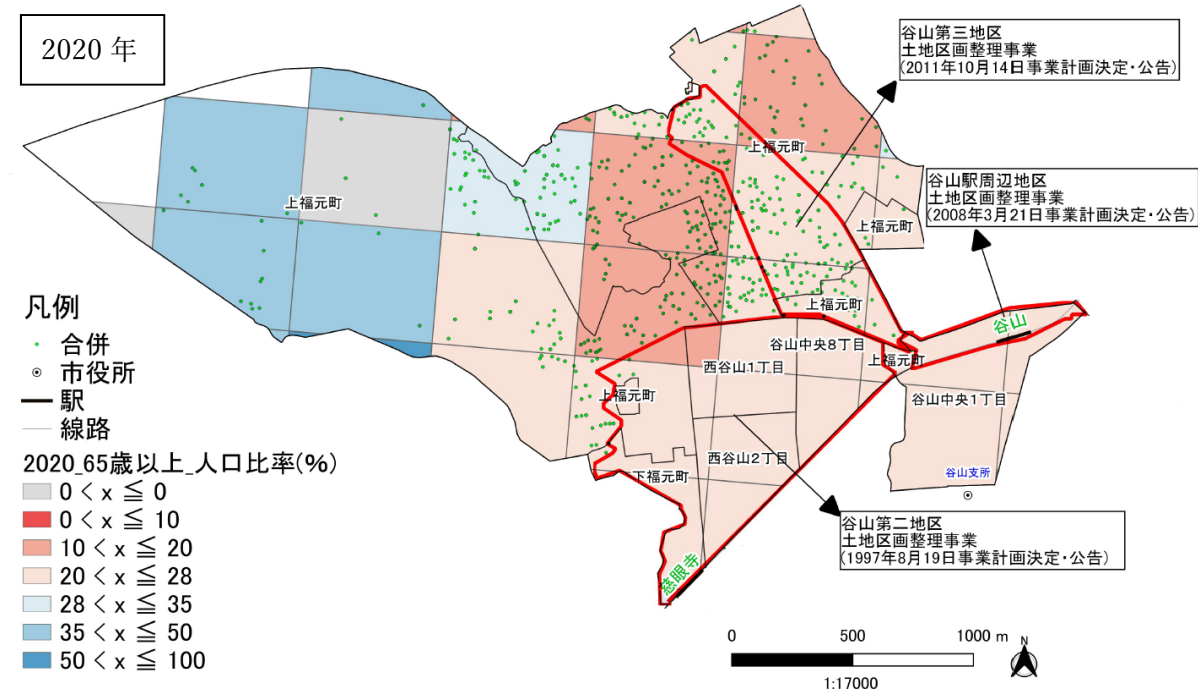 2020 年
谷山第三地区
土地区画整理事業
(2011年10月14日事業計画決定・公告)
上福元町
谷山駅周辺地区
土地区画整理事業
(2008年3月21日事業計画決定・公告)
上福元町
上福元町
上福元町
谷山
谷山中央8丁目
上福元町
西谷山1丁目
上福元町
谷山中央1丁目
西谷山2丁目
下福元町
谷山支所
谷山第二地区
土地区画整理事業
(1997年8月19日事業計画決定・公告)
慈眼寺
凡例
合併
市役所
駅
線路
2020_65歳以上_人口比率(%)
0 < x ≦ 0
0 < x ≦ 10
10 < x ≦ 20
20 < x ≦ 28
28 < x ≦ 35
35 < x ≦ 50
50 < x ≦ 100
0 500 1000 m
N
1:17000